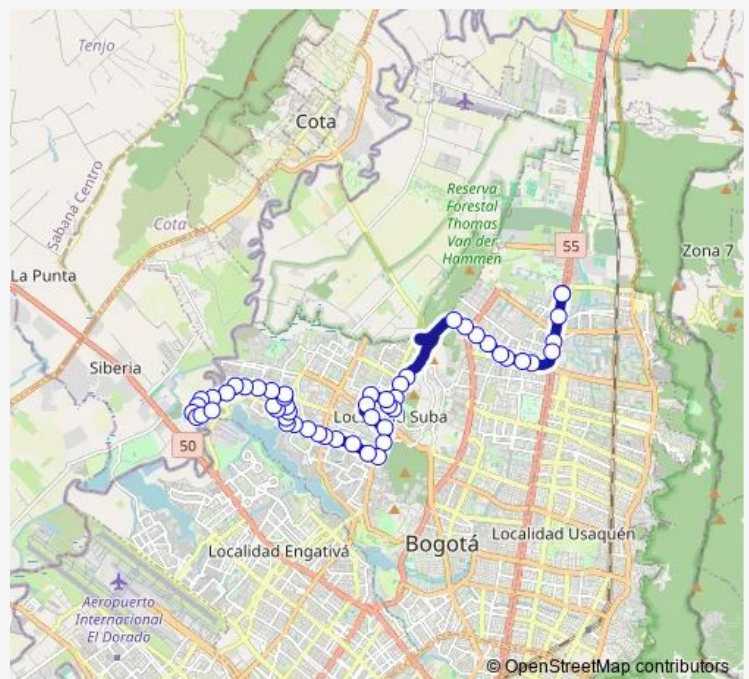 Tenjo
Cota
Sabana Centro
Cota
Reserva
Forestal
Thomas
Van der
Hammen
55
Zona 7
La Punta
Siberia
Suba
50
Localidad Usaquén
Bogotá
Localidad Engativá
Aeropuerto
Internacional
El Dorado
© OpenStreetMap contributors